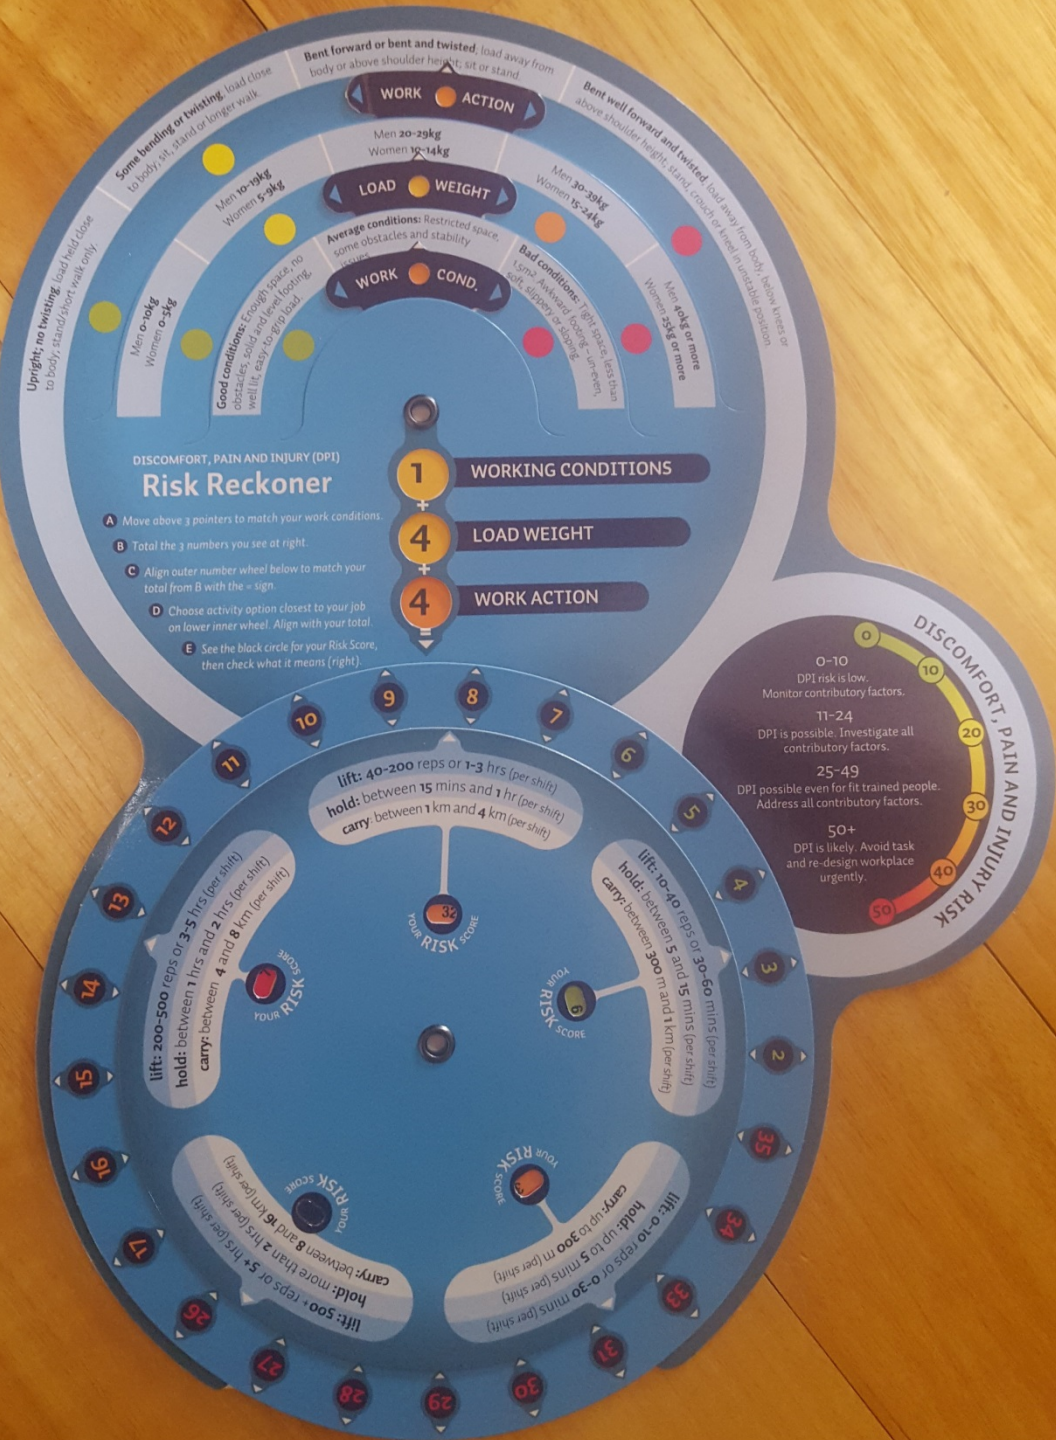 Bent forward or bent and twisted, load away from
body or above shoulder height; sit or stand
Some bending or twisting, load close
to body; sit, stand or longer walk.
Upright; no twisting, load held close
to body; stand/short walk only.
Bent well forward and twisted, load away from body, below knees or
above shoulder height; stand, crouch or kneel in unstable position
WORK ACTION
Men 20-29kg
Women 10-14kg
Men 10-19kg
Women 5-9kg
Men 0-10kg
Women 0-5kg
Men 30-39kg
Women 15-24kg
Men 40kg or more
Women 25kg or more
LOAD WEIGHT
Average conditions: Restricted space,
some obstacles and stability
issues
Good conditions: Enough space, no
obstacles, solid and level footing,
well lit, easy-to-grip load.
Bad conditions: Tight space, less than
1.5m2. Awkward footing – un-even,
soft, slippery or sloping.
WORK COND.
DISCOMFORT, PAIN AND INJURY (DPI)
Risk Reckoner
A Move above 3 pointers to match your work conditions.
B Total the 3 numbers you see at right.
C Align outer number wheel below to match your
total from B with the = sign.
D Choose activity option closest to your job
on lower inner wheel. Align with your total.
E See the black circle for your Risk Score,
then check what it means (right).
1 WORKING CONDITIONS
+
4 LOAD WEIGHT
+
4 WORK ACTION
=
DISCOMFORT, PAIN AND INJURY RISK
0-10
DPI risk is low.
Monitor contributory factors.
11-24
DPI is possible. Investigate all
contributory factors.
25-49
DPI possible even for fit trained people.
Address all contributory factors.
50+
DPI is likely. Avoid task
and re-design workplace
urgently.
0
10
20
30
40
50
8
7
6
5
4
3
2
35
34
33
31
30
29
28
27
26
17
16
15
14
13
12
11
10
9
lift: 40-200 reps or 1-3 hrs (per shift)
hold: between 15 mins and 1 hr (per shift)
carry: between 1 km and 4 km (per shift)
32
YOUR RISK SCORE
lift: 10-40 reps or 30-60 mins (per shift)
hold: between 5 and 15 mins (per shift)
carry: between 300 m and 1 km (per shift)
YOUR RISK SCORE
lift: 0-10 reps or 0-30 mins (per shift)
hold: up to 5 mins (per shift)
carry: up to 300 m (per shift)
YOUR RISK SCORE
lift: 500+ reps or 5+ hrs (per shift)
hold: more than 2 hrs (per shift)
carry: between 8 and 16 km (per shift)
YOUR RISK SCORE
lift: 200-500 reps or 3-5 hrs (per shift)
hold: between 1 hrs and 2 hrs (per shift)
carry: between 4 and 8 km (per shift)
YOUR RISK SCORE